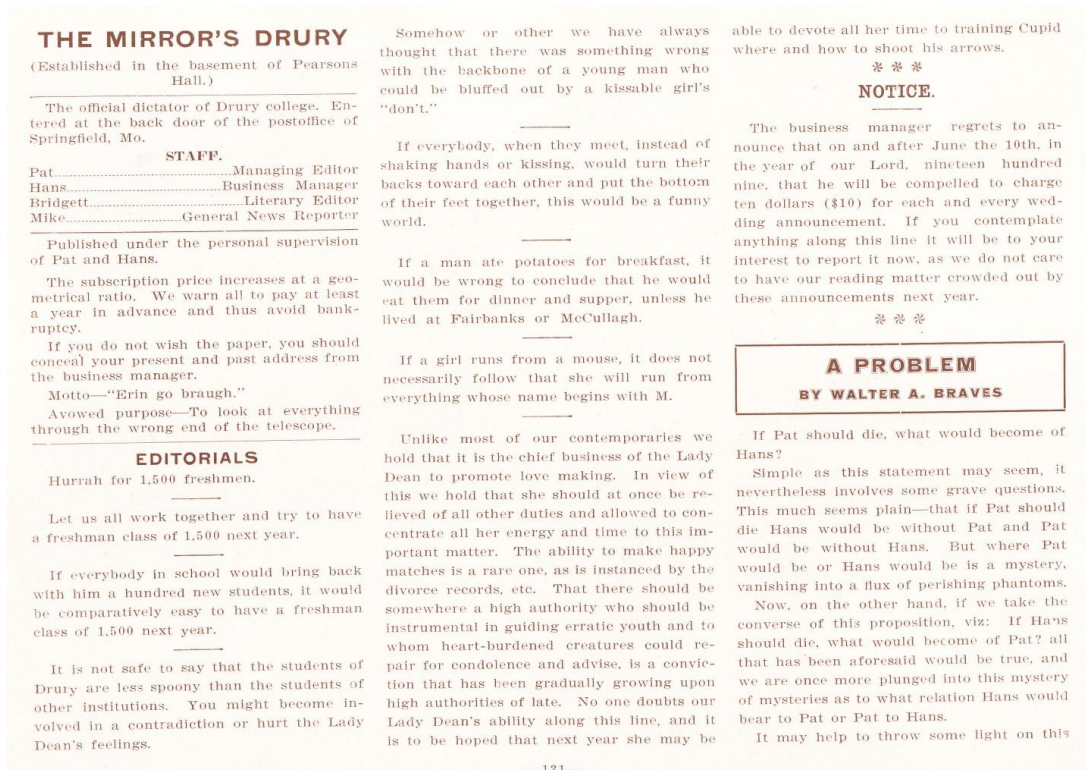 THE MIRROR'S DRURY
(Established in the basement of Pearsons
Hall.)
The official dictator of Drury college. En-
tered at the back door of the postoffice of
Springfield, Mo.
STAFF.
Pat........................................Managing Editor
Hans....................................Business Manager
Bridgett....................................Literary Editor
Mike..........................General News Reporter
Published under the personal supervision
of Pat and Hans.
The subscription price increases at a geo-
metrical ratio. We warn all to pay at least
a year in advance and thus avoid bank-
ruptcy.
If you do not wish the paper, you should
conceal your present and past address from
the business manager.
Motto—"Erin go braugh."
Avowed purpose—To look at everything
through the wrong end of the telescope.
EDITORIALS
Hurrah for 1,500 freshmen.
Let us all work together and try to have
a freshman class of 1,500 next year.
If everybody in school would bring back
with him a hundred new students, it would
be comparatively easy to have a freshman
class of 1,500 next year.
It is not safe to say that the students of
Drury are less spoony than the students of
other institutions. You might become in-
volved in a contradiction or hurt the Lady
Dean's feelings.
Somehow or other we have always
thought that there was something wrong
with the backbone of a young man who
could be bluffed out by a kissable girl's
"don't."
If everybody, when they meet, instead of
shaking hands or kissing, would turn their
backs toward each other and put the bottom
of their feet together, this would be a funny
world.
If a man ate potatoes for breakfast, it
would be wrong to conclude that he would
eat them for dinner and supper, unless he
lived at Fairbanks or McCullagh.
If a girl runs from a mouse, it does not
necessarily follow that she will run from
everything whose name begins with M.
Unlike most of our contemporaries we
hold that it is the chief business of the Lady
Dean to promote love making. In view of
this we hold that she should at once be re-
lieved of all other duties and allowed to con-
centrate all her energy and time to this im-
portant matter. The ability to make happy
matches is a rare one, as is instanced by the
divorce records, etc. That there should be
somewhere a high authority who should be
instrumental in guiding erratic youth and to
whom heart-burdened creatures could re-
pair for condolence and advise, is a convic-
tion that has been gradually growing upon
high authorities of late. No one doubts our
Lady Dean's ability along this line, and it
is to be hoped that next year she may be
able to devote all her time to training Cupid
where and how to shoot his arrows.
* * *
NOTICE.
The business manager regrets to an-
nounce that on and after June the 10th, in
the year of our Lord, nineteen hundred
nine, that he will be compelled to charge
ten dollars ($10) for each and every wed-
ding announcement. If you contemplate
anything along this line it will be to your
interest to report it now, as we do not care
to have our reading matter crowded out by
these announcements next year.
* * *
A PROBLEM
BY WALTER A. BRAVES
If Pat should die, what would become of
Hans?
Simple as this statement may seem, it
nevertheless involves some grave questions.
This much seems plain—that if Pat should
die Hans would be without Pat and Pat
would be without Hans. But where Pat
would be or Hans would be is a mystery,
vanishing into a flux of perishing phantoms.
Now, on the other hand, if we take the
converse of this proposition, viz: If Hans
should die, what would become of Pat? all
that has been aforesaid would be true, and
we are once more plunged into this mystery
of mysteries as to what relation Hans would
bear to Pat or Pat to Hans.
It may help to throw some light on this
—131—